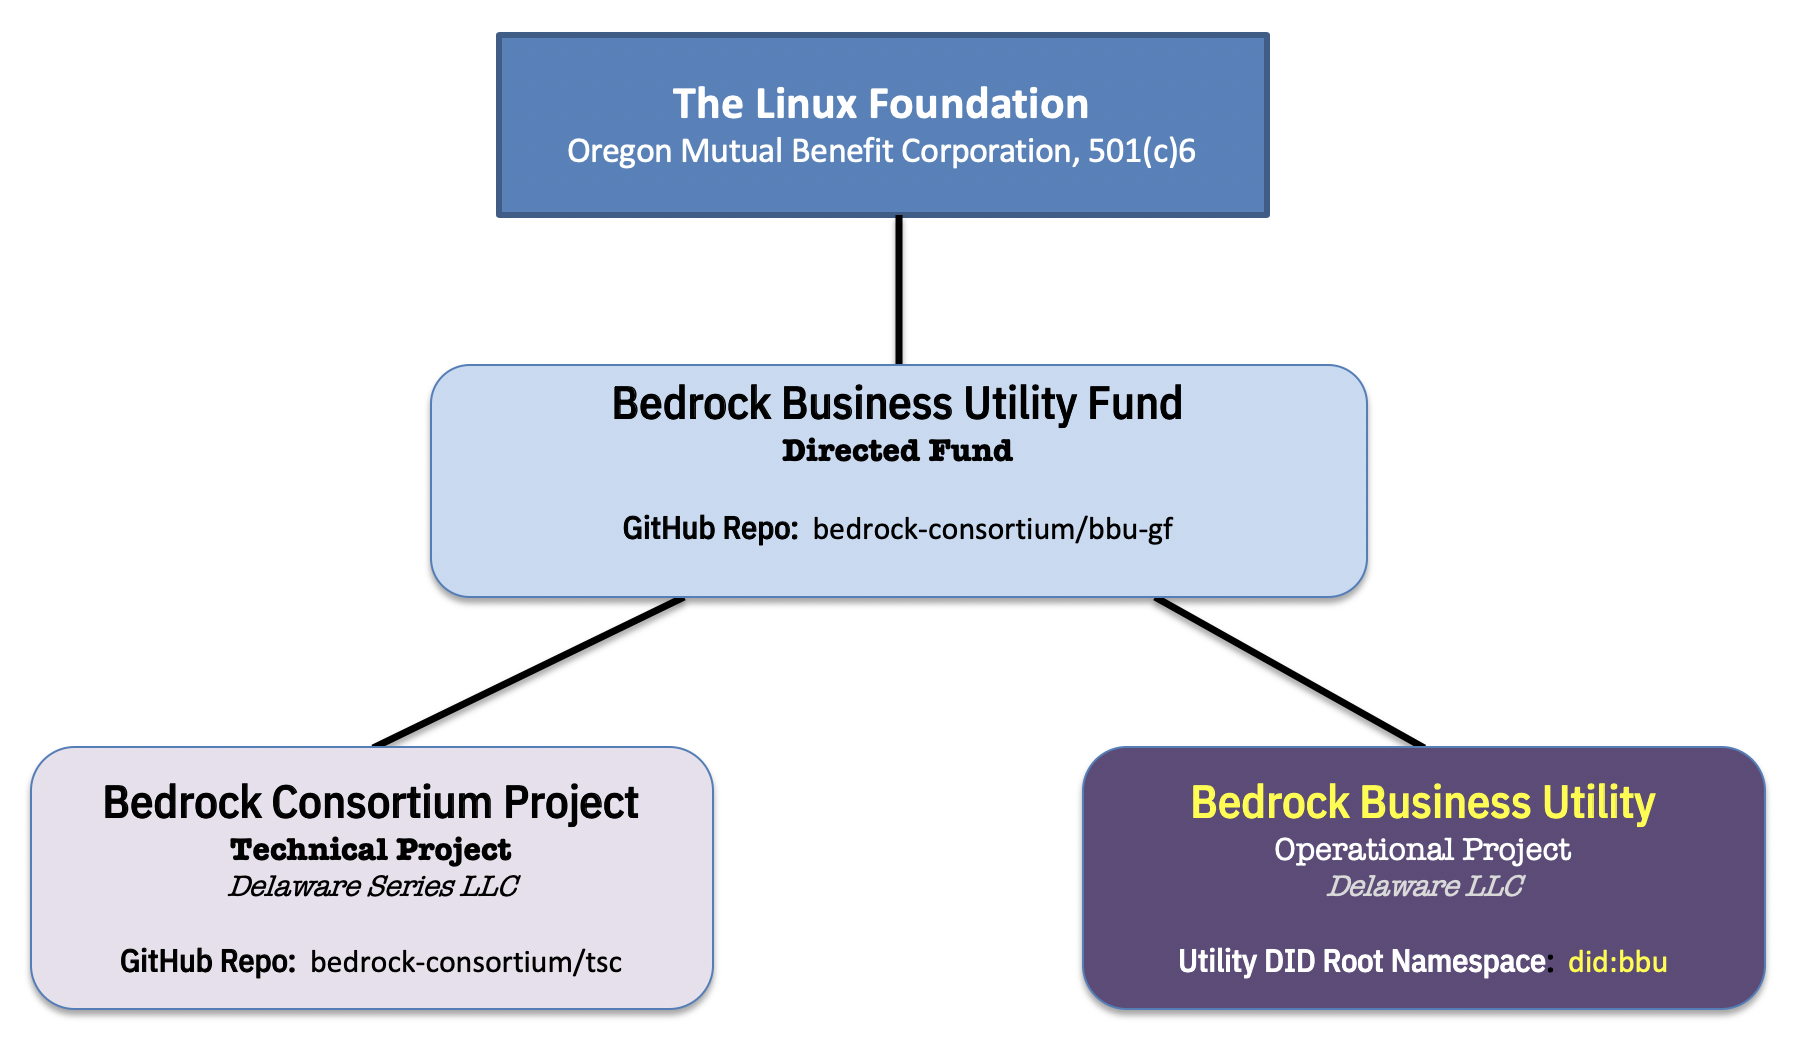 The Linux Foundation
Oregon Mutual Benefit Corporation, 501(c)6
Bedrock Business Utility Fund
Directed Fund
GitHub Repo: bedrock-consortium/bbu-gf
Bedrock Consortium Project
Technical Project
Delaware Series LLC
GitHub Repo: bedrock-consortium/tsc
Bedrock Business Utility
Operational Project
Delaware LLC
Utility DID Root Namespace: did:bbu